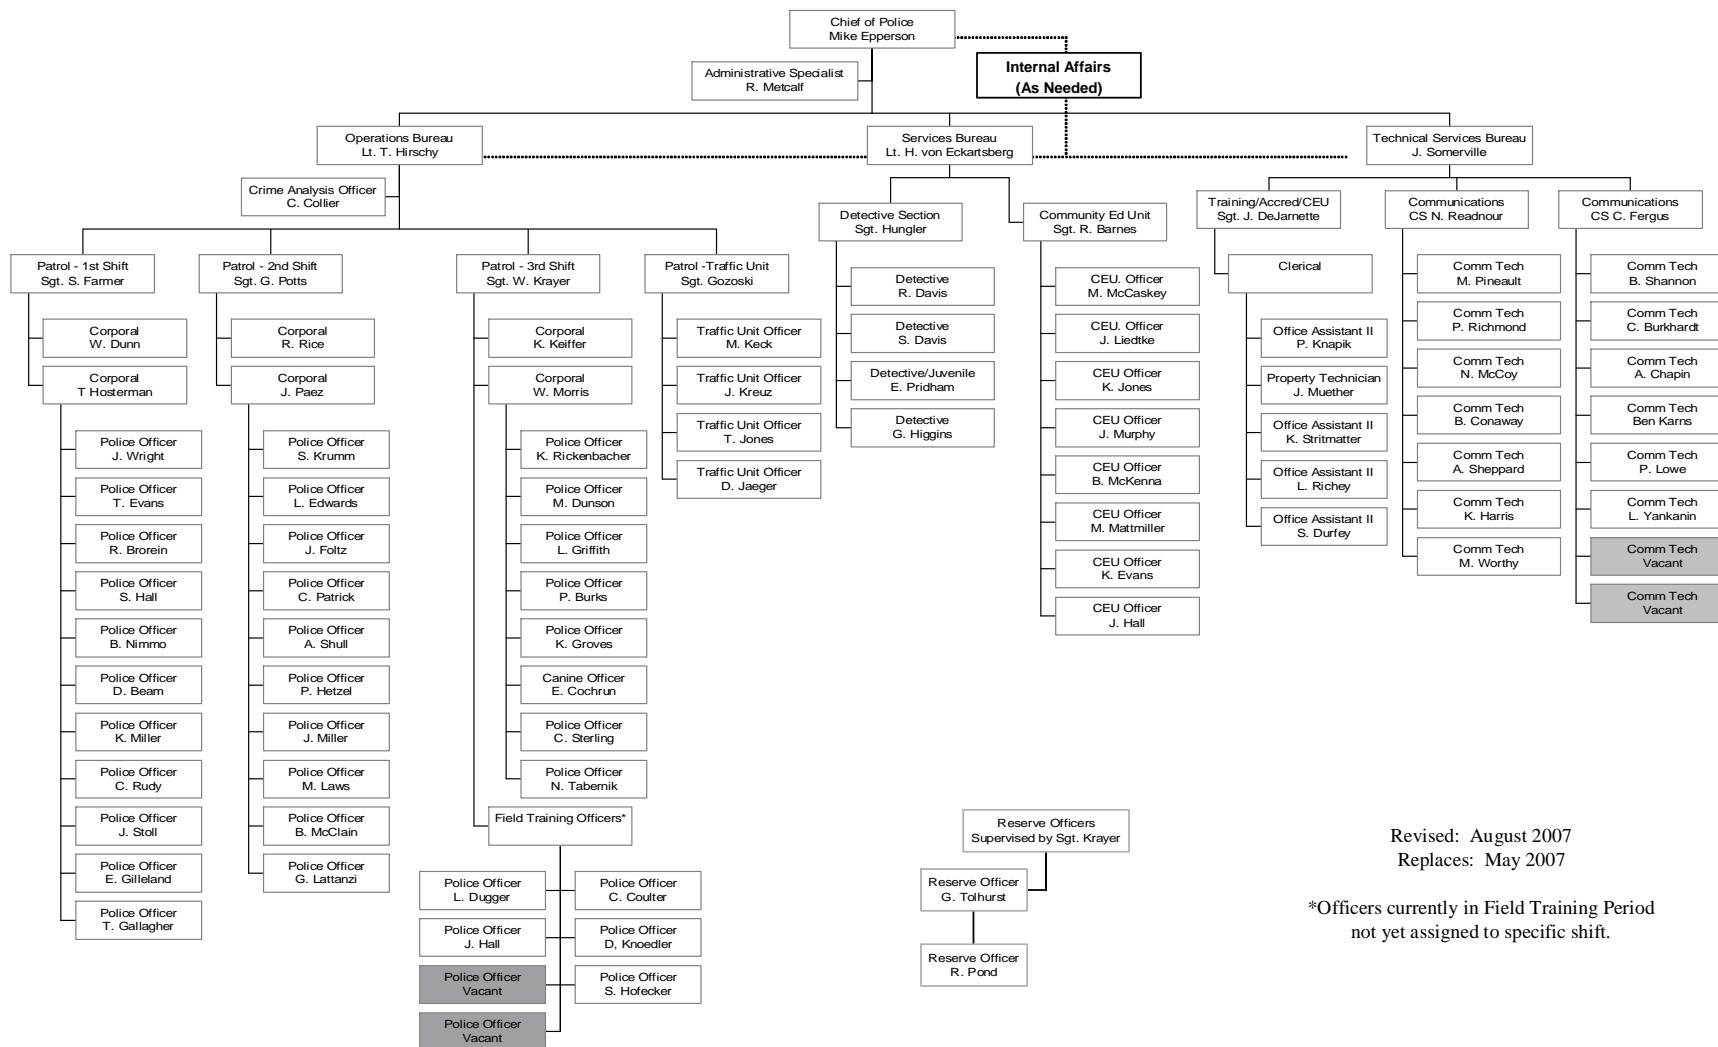 Chief of Police
Mike Epperson
Administrative Specialist
R. Metcalf
Internal Affairs
(As Needed)
Operations Bureau
Lt. T. Hirschy
Services Bureau
Lt. H. von Eckartsberg
Technical Services Bureau
J. Somerville
Crime Analysis Officer
C. Collier
Patrol - 1st Shift
Sgt. S. Farmer
Corporal
W. Dunn
Corporal
T Hosterman
Police Officer
J. Wright
Police Officer
T. Evans
Police Officer
R. Brorein
Police Officer
S. Hall
Police Officer
B. Nimmo
Police Officer
D. Beam
Police Officer
K. Miller
Police Officer
C. Rudy
Police Officer
J. Stoll
Police Officer
E. Gilleland
Police Officer
T. Gallagher
Patrol - 2nd Shift
Sgt. G. Potts
Corporal
R. Rice
Corporal
J. Paez
Police Officer
S. Krumm
Police Officer
L. Edwards
Police Officer
J. Foltz
Police Officer
C. Patrick
Police Officer
A. Shull
Police Officer
P. Hetzel
Police Officer
J. Miller
Police Officer
M. Laws
Police Officer
B. McClain
Police Officer
G. Lattanzi
Patrol - 3rd Shift
Sgt. W. Krayer
Corporal
K. Keiffer
Corporal
W. Morris
Police Officer
K. Rickenbacher
Police Officer
M. Dunson
Police Officer
L. Griffith
Police Officer
P. Burks
Police Officer
K. Groves
Canine Officer
E. Cochrun
Police Officer
C. Sterling
Police Officer
N. Tabernik
Field Training Officers*
Police Officer
L. Dugger
Police Officer
C. Coulter
Police Officer
J. Hall
Police Officer
D, Knoedler
Police Officer
Vacant
Police Officer
S. Hofecker
Police Officer
Vacant
Patrol -Traffic Unit
Sgt. Gozoski
Traffic Unit Officer
M. Keck
Traffic Unit Officer
J. Kreuz
Traffic Unit Officer
T. Jones
Traffic Unit Officer
D. Jaeger
Detective Section
Sgt. Hungler
Detective
R. Davis
Detective
S. Davis
Detective/Juvenile
E. Pridham
Detective
G. Higgins
Community Ed Unit
Sgt. R. Barnes
CEU. Officer
M. McCaskey
CEU. Officer
J. Liedtke
CEU Officer
K. Jones
CEU Officer
J. Murphy
CEU Officer
B. McKenna
CEU Officer
M. Mattmiller
CEU Officer
K. Evans
CEU Officer
J. Hall
Training/Accred/CEU
Sgt. J. DeJarnette
Clerical
Office Assistant II
P. Knapik
Property Technician
J. Muether
Office Assistant II
K. Stritmatter
Office Assistant II
L. Richey
Office Assistant II
S. Durfey
Communications
CS N. Readnour
Comm Tech
M. Pineault
Comm Tech
P. Richmond
Comm Tech
N. McCoy
Comm Tech
B. Conaway
Comm Tech
A. Sheppard
Comm Tech
K. Harris
Comm Tech
M. Worthy
Communications
CS C. Fergus
Comm Tech
B. Shannon
Comm Tech
C. Burkhardt
Comm Tech
A. Chapin
Comm Tech
Ben Karns
Comm Tech
P. Lowe
Comm Tech
L. Yankanin
Comm Tech
Vacant
Comm Tech
Vacant
Reserve Officers
Supervised by Sgt. Krayer
Reserve Officer
G. Tolhurst
Reserve Officer
R. Pond
Revised: August 2007
Replaces: May 2007
*Officers currently in Field Training Period
not yet assigned to specific shift.